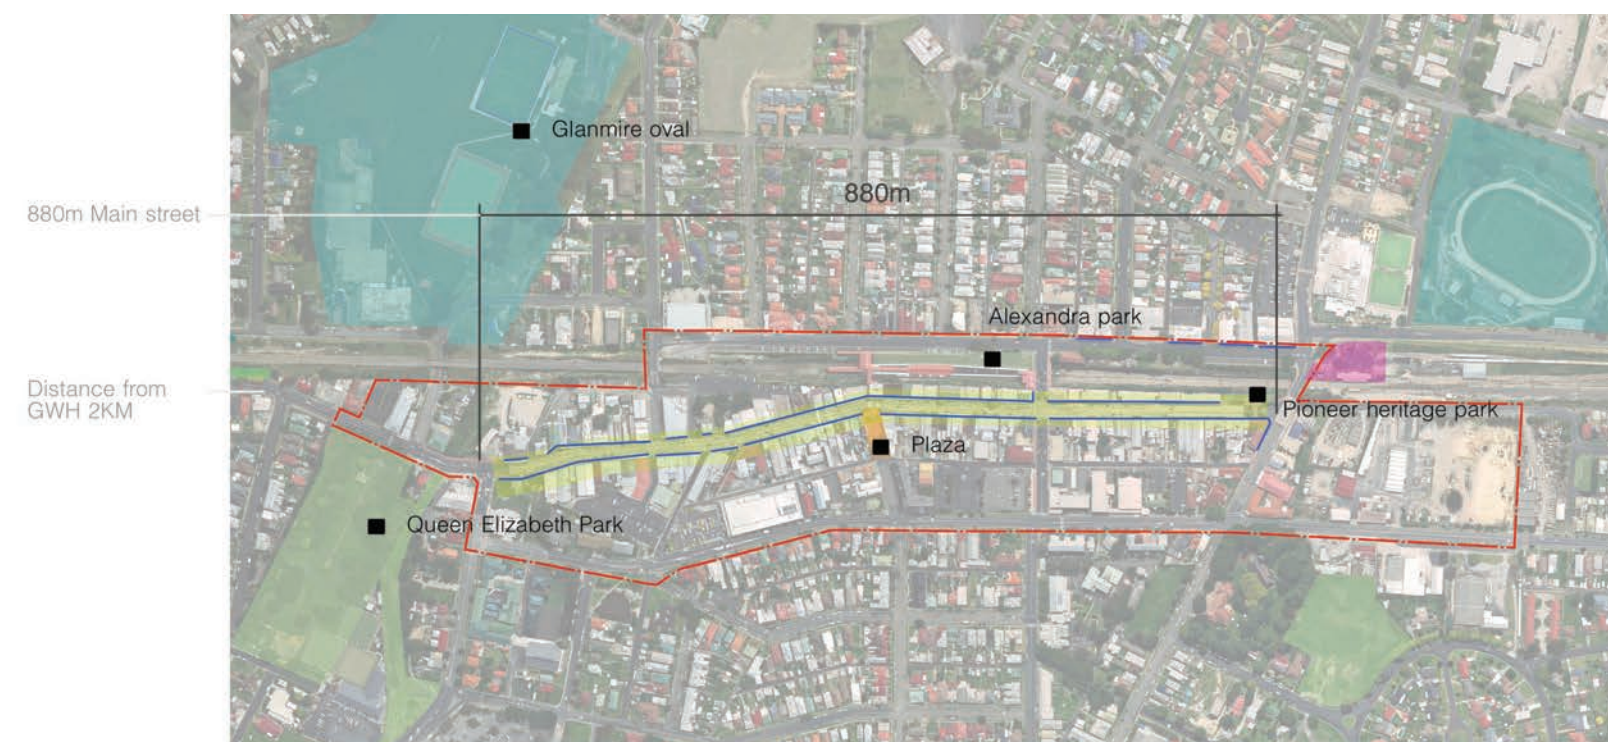 Glanmire oval
880m
880m Main street
Alexandra park
Distance from
GWH 2KM
Pioneer heritage park
Plaza
Queen Elizabeth Park